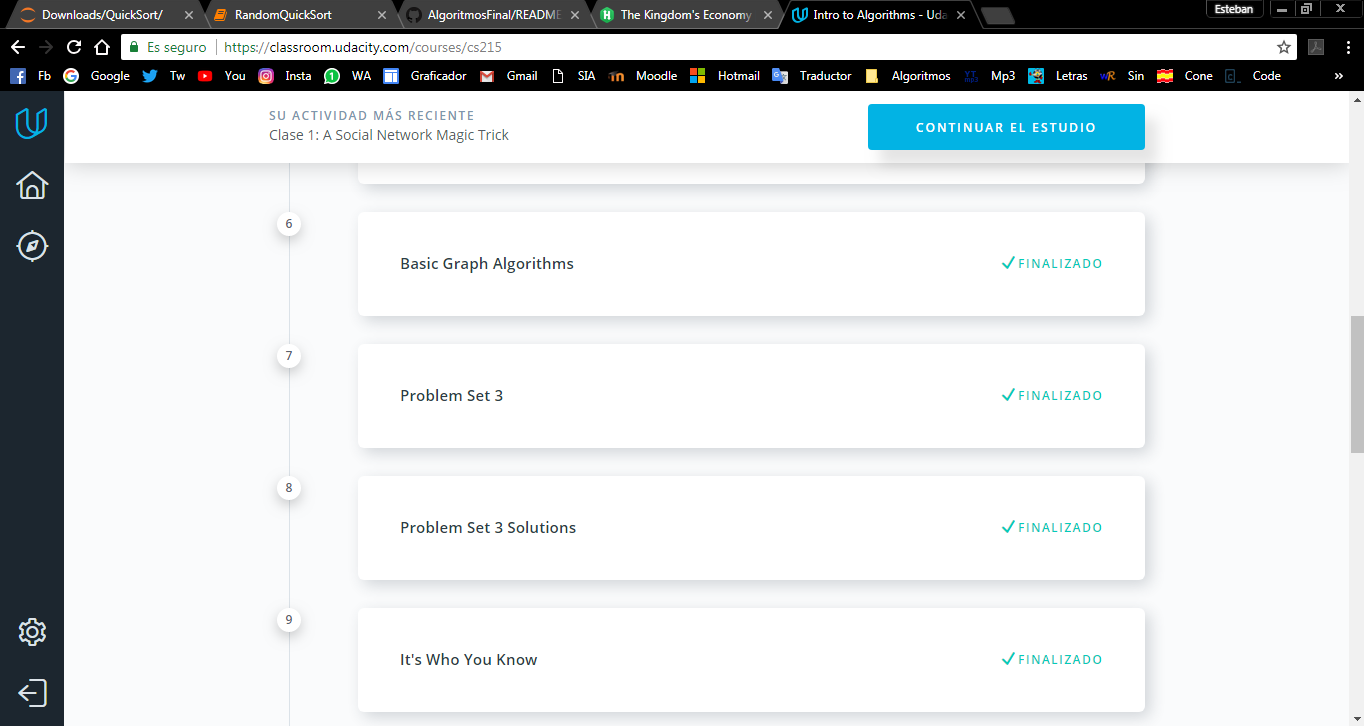 Downloads/QuickSort/
RandomQuickSort
AlgoritmosFinal/README
The Kingdom's Economy
Intro to Algorithms - Uda
Esteban
Es seguro
https://classroom.udacity.com/courses/cs215
Fb
Google
Tw
You
Insta
WA
Graficador
Gmail
SIA
Moodle
Hotmail
Traductor
Algoritmos
Mp3
Letras
Sin
Cone
Code
»
SU ACTIVIDAD MÁS RECIENTE
Clase 1: A Social Network Magic Trick
CONTINUAR EL ESTUDIO
6
Basic Graph Algorithms
FINALIZADO
7
Problem Set 3
FINALIZADO
8
Problem Set 3 Solutions
FINALIZADO
9
It's Who You Know
FINALIZADO